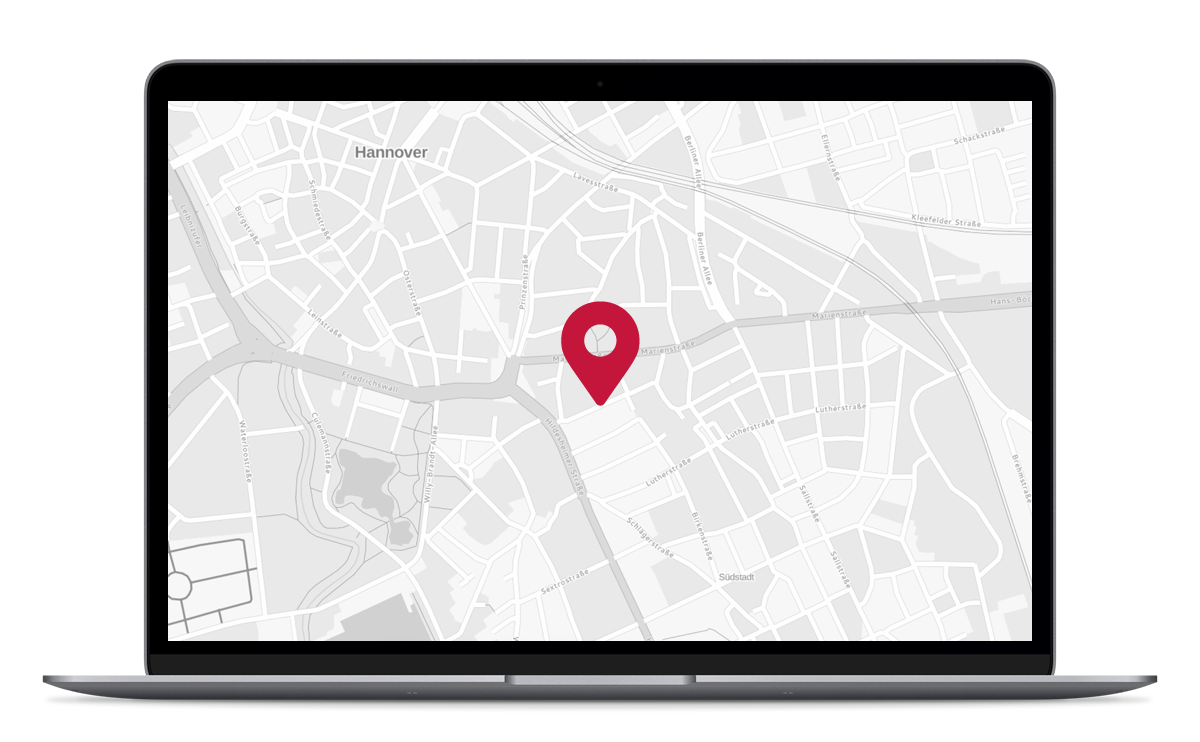 Hannover
Schackstraße
Ellernstraße
Berliner Allee
Lavesstraße
Kleefelder Straße
Leibnizufer
Burgstraße
Schmiedestraße
Berliner Allee
Osterstraße
Prinzenstraße
Leinstraße
Hans-Böc
Marienstraße
Marienstraße
Friedrichswall
Culemannstraße
Waterloostraße
Willy-Brandt-Allee
Hildesheimer Straße
Lutherstraße
Lutherstraße
Lutherstraße
Brehmstraße
Sallstraße
Birkenstraße
Schlägerstraße
Sallstraße
Südstadt
Sextrostraße